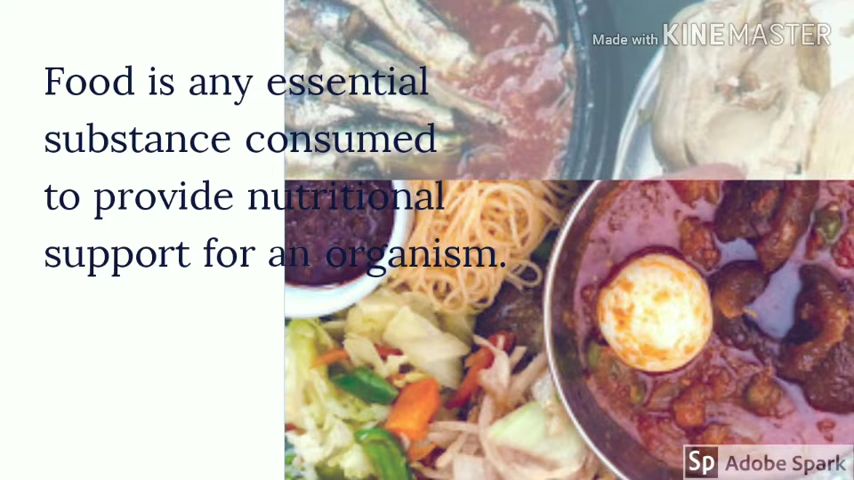 Made with KINEMASTER
Food is any essential
substance consumed
to provide nutritional
support for an organism.
Sp Adobe Spark